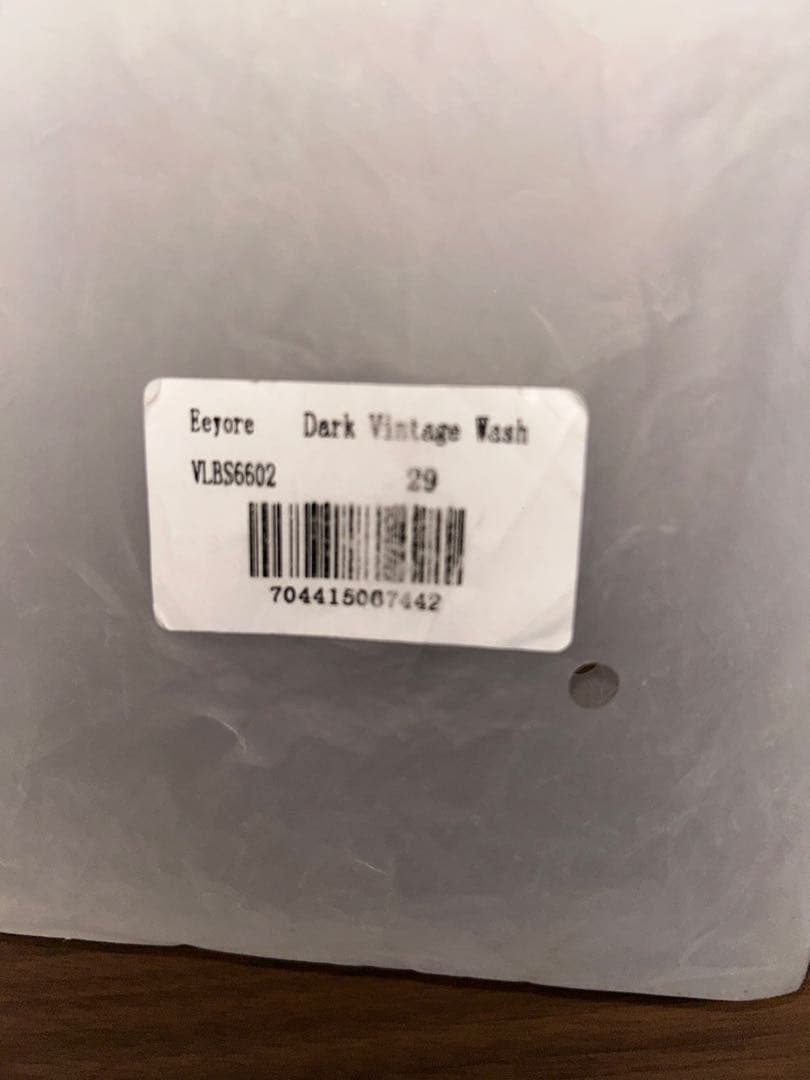 Eeyore Dark Vintage Wash
VLBS6602 29
704415067442